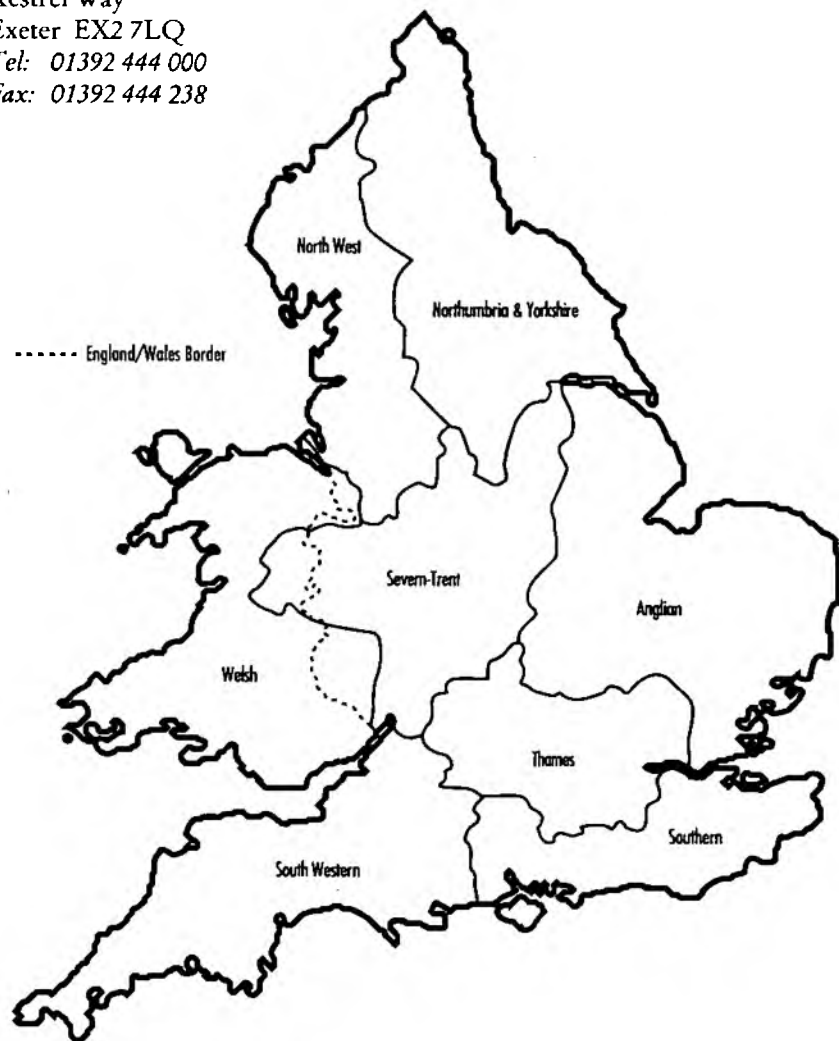 Exeter EX2 7LQ
Tel: 01392 444 000
Fax: 01392 444 238
North West
Northumbria & Yorkshire
England/Wales Border
Severn-Trent
Anglian
Welsh
Thames
Southern
South Western